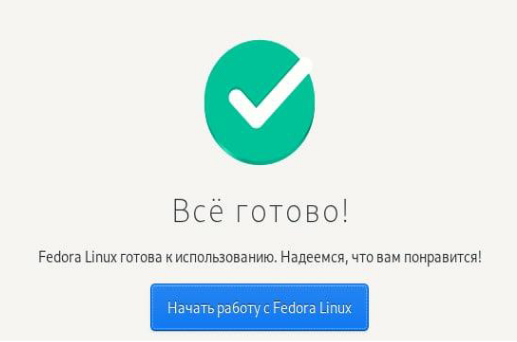 Всё готово!
Fedora Linux готова к использованию. Надеемся, что вам понравится!
Начать работу с Fedora Linux